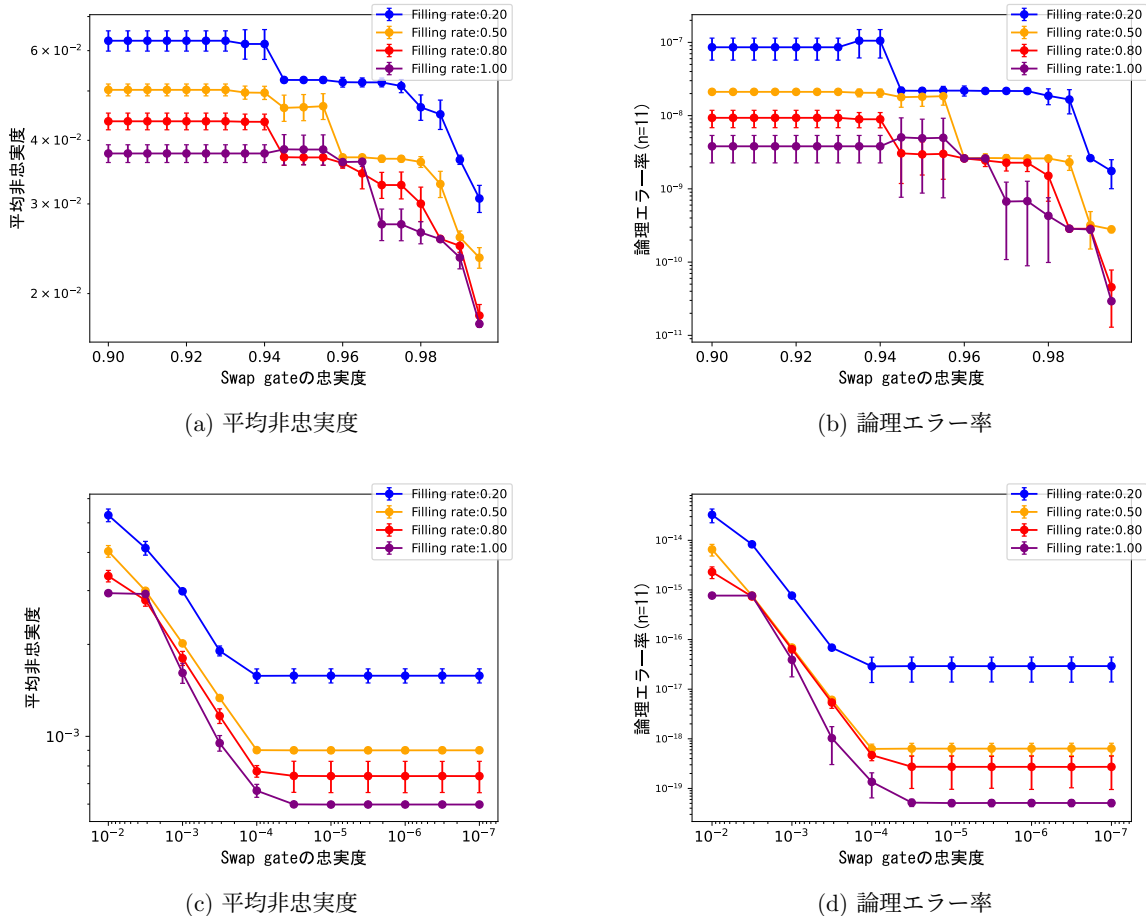 Filling rate:0.20
Filling rate:0.50
Filling rate:0.80
Filling rate:1.00
6 × 10⁻²
4 × 10⁻²
3 × 10⁻²
2 × 10⁻²
平均非忠実度
0.90 0.92 0.94 0.96 0.98
Swap gateの忠実度
(a) 平均非忠実度
Filling rate:0.20
Filling rate:0.50
Filling rate:0.80
Filling rate:1.00
10⁻⁷
10⁻⁸
10⁻⁹
10⁻¹⁰
10⁻¹¹
論理エラー率(n=11)
0.90 0.92 0.94 0.96 0.98
Swap gateの忠実度
(b) 論理エラー率
Filling rate:0.20
Filling rate:0.50
Filling rate:0.80
Filling rate:1.00
10⁻³
平均非忠実度
10⁻² 10⁻³ 10⁻⁴ 10⁻⁵ 10⁻⁶ 10⁻⁷
Swap gateの忠実度
(c) 平均非忠実度
Filling rate:0.20
Filling rate:0.50
Filling rate:0.80
Filling rate:1.00
10⁻¹⁴
10⁻¹⁵
10⁻¹⁶
10⁻¹⁷
10⁻¹⁸
10⁻¹⁹
論理エラー率(n=11)
10⁻² 10⁻³ 10⁻⁴ 10⁻⁵ 10⁻⁶ 10⁻⁷
Swap gateの忠実度
(d) 論理エラー率